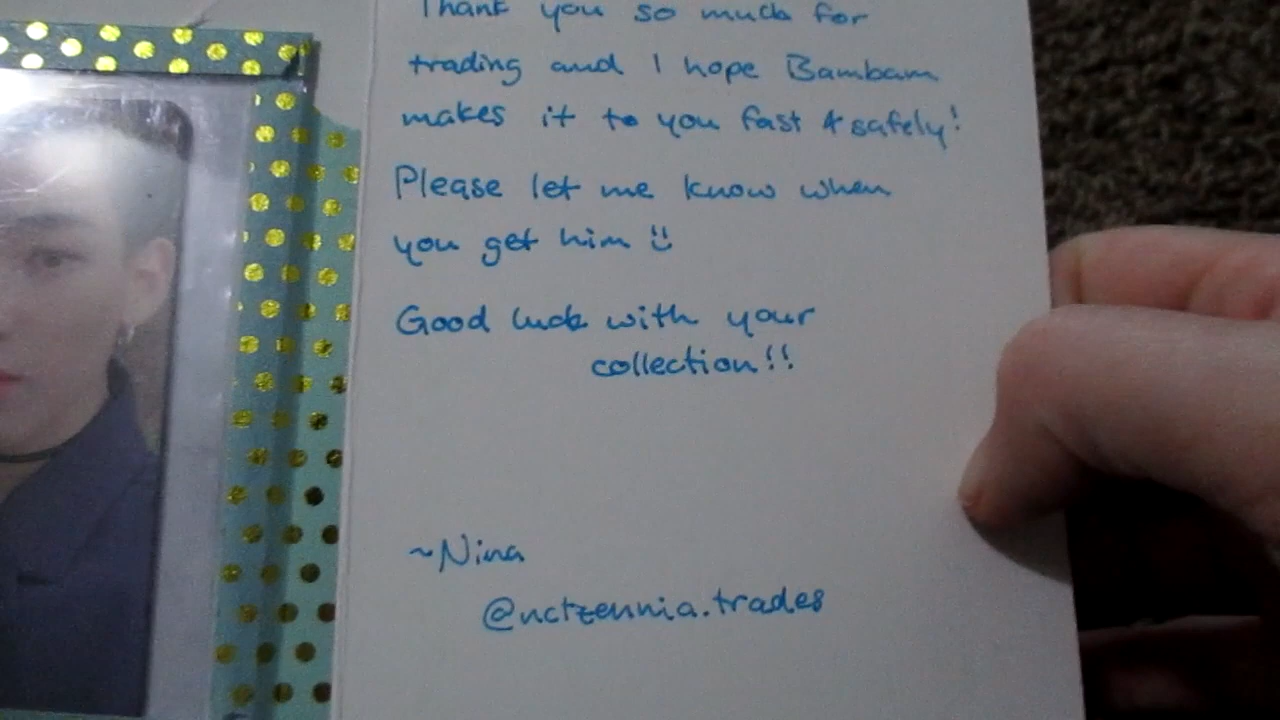 Thank you so much for
trading and I hope Bambam
makes it to you fast & safely!
Please let me know when
you get him ü
Good luck with your
collection!!
~Nina
@nctzennia.trades